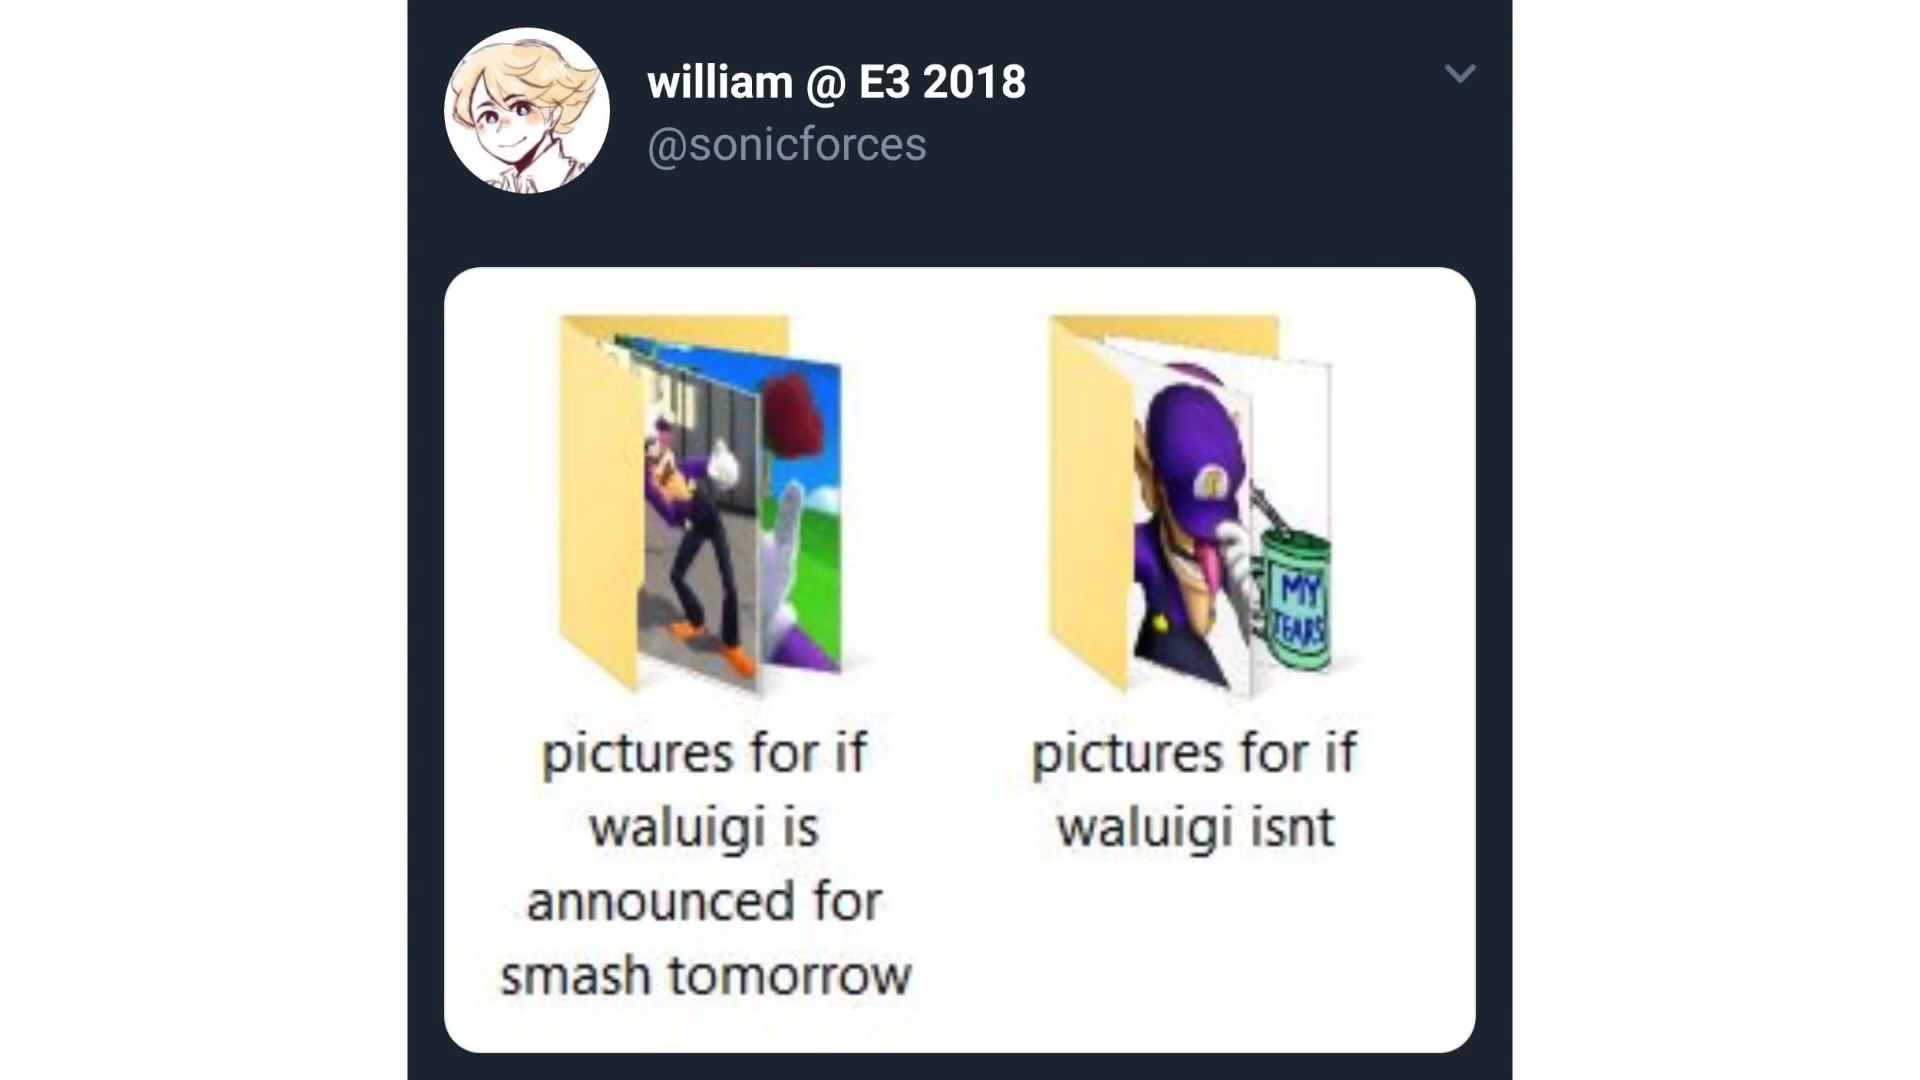 william @ E3 2018
@sonicforces
MY
TEARS
pictures for if
waluigi is
announced for
smash tomorrow
pictures for if
waluigi isnt